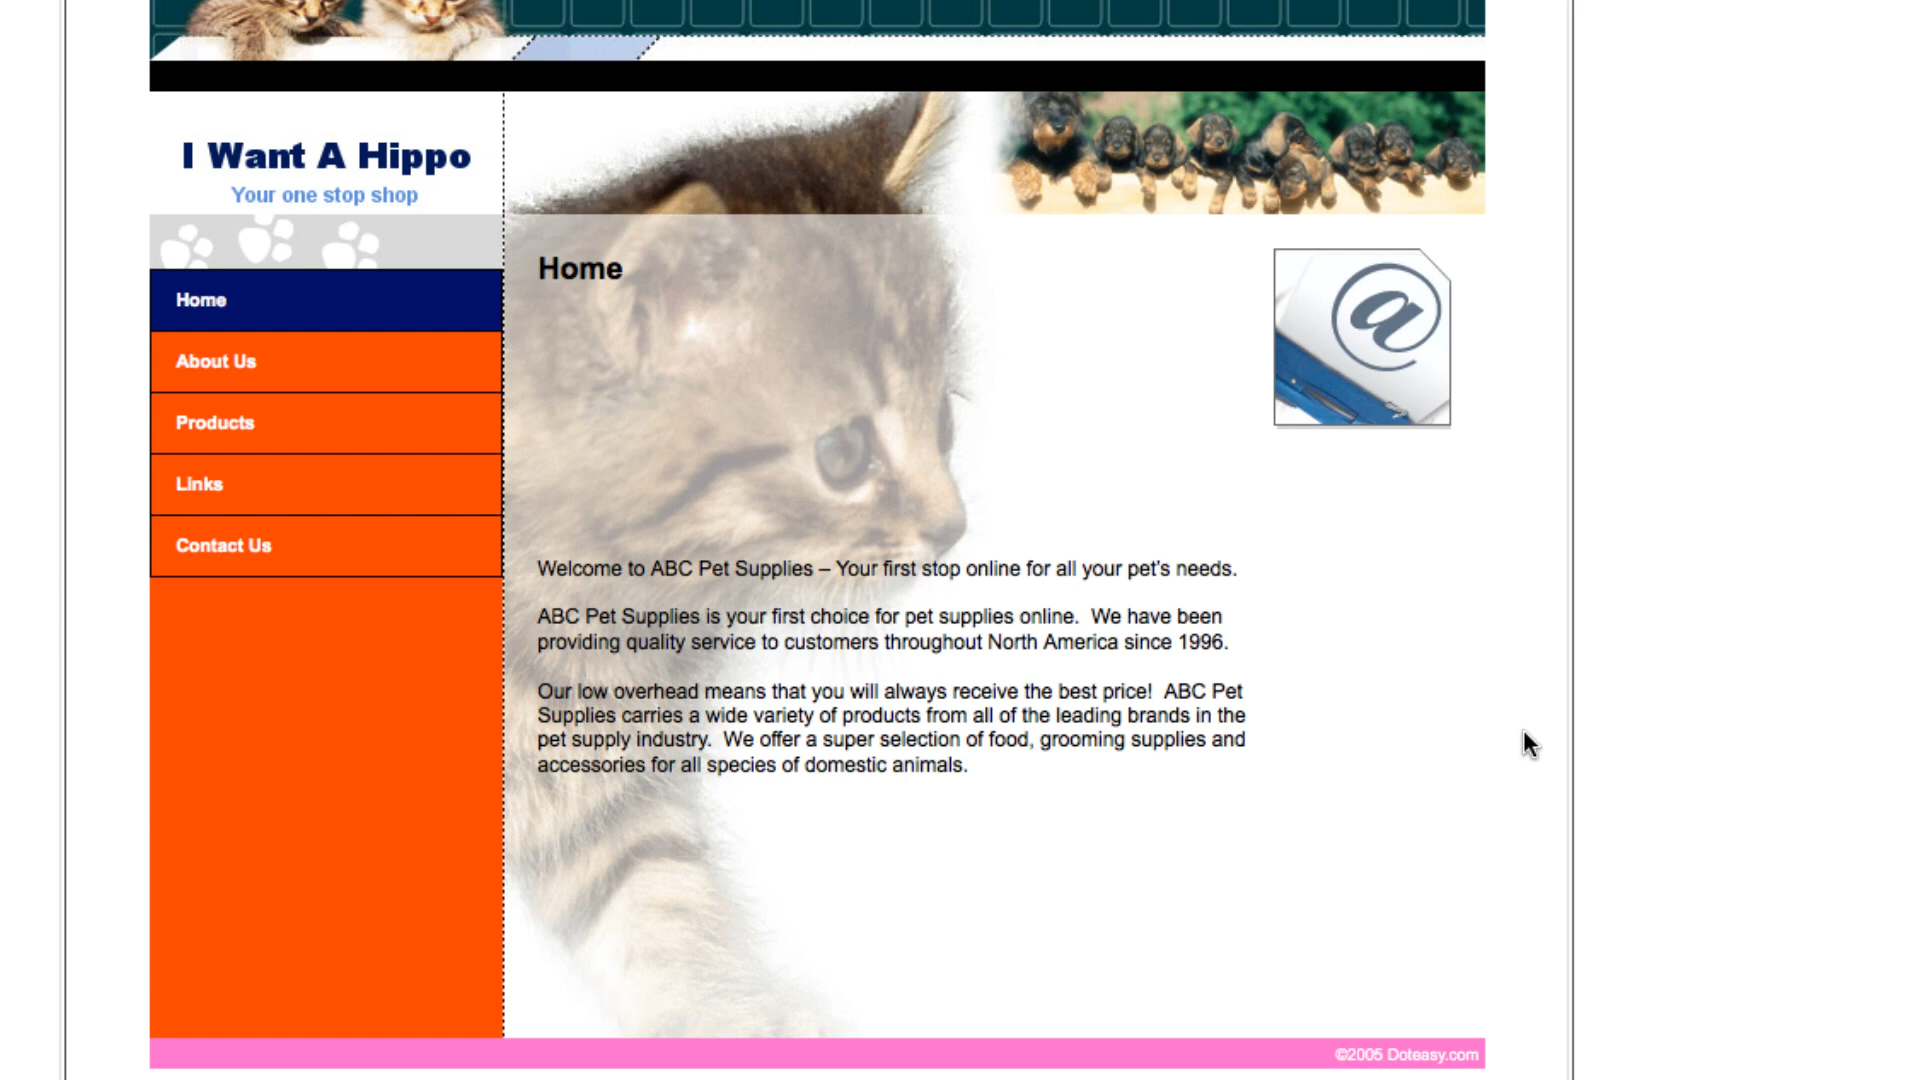 I Want A Hippo
Your one stop shop
Home
About Us
Products
Links
Contact Us
Home
@
Welcome to ABC Pet Supplies – Your first stop online for all your pet's needs.
ABC Pet Supplies is your first choice for pet supplies online.  We have been
providing quality service to customers throughout North America since 1996.
Our low overhead means that you will always receive the best price!  ABC Pet
Supplies carries a wide variety of products from all of the leading brands in the
pet supply industry.  We offer a super selection of food, grooming supplies and
accessories for all species of domestic animals.
©2005 Doteasy.com